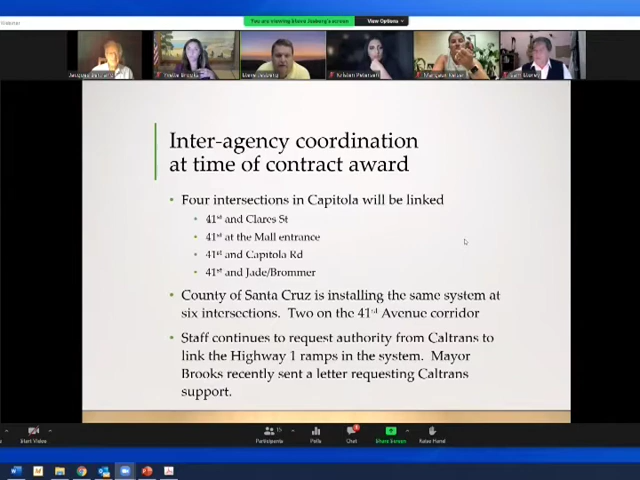 You are viewing
screen
View Options
Inter-agency coordination
at time of contract award
• Four intersections in Capitola will be linked
• 41st and Clares St
• 41st at the Mall entrance
• 41st and Capitola Rd
• 41st and Jade/Brommer
• County of Santa Cruz is installing the same system at
six intersections. Two on the 41st Avenue corridor
• Staff continues to request authority from Caltrans to
link the Highway 1 ramps in the system. Mayor
Brooks recently sent a letter requesting Caltrans
support.
Start Video
Participants
Polls
Chat
Share Screen
Raise Hand